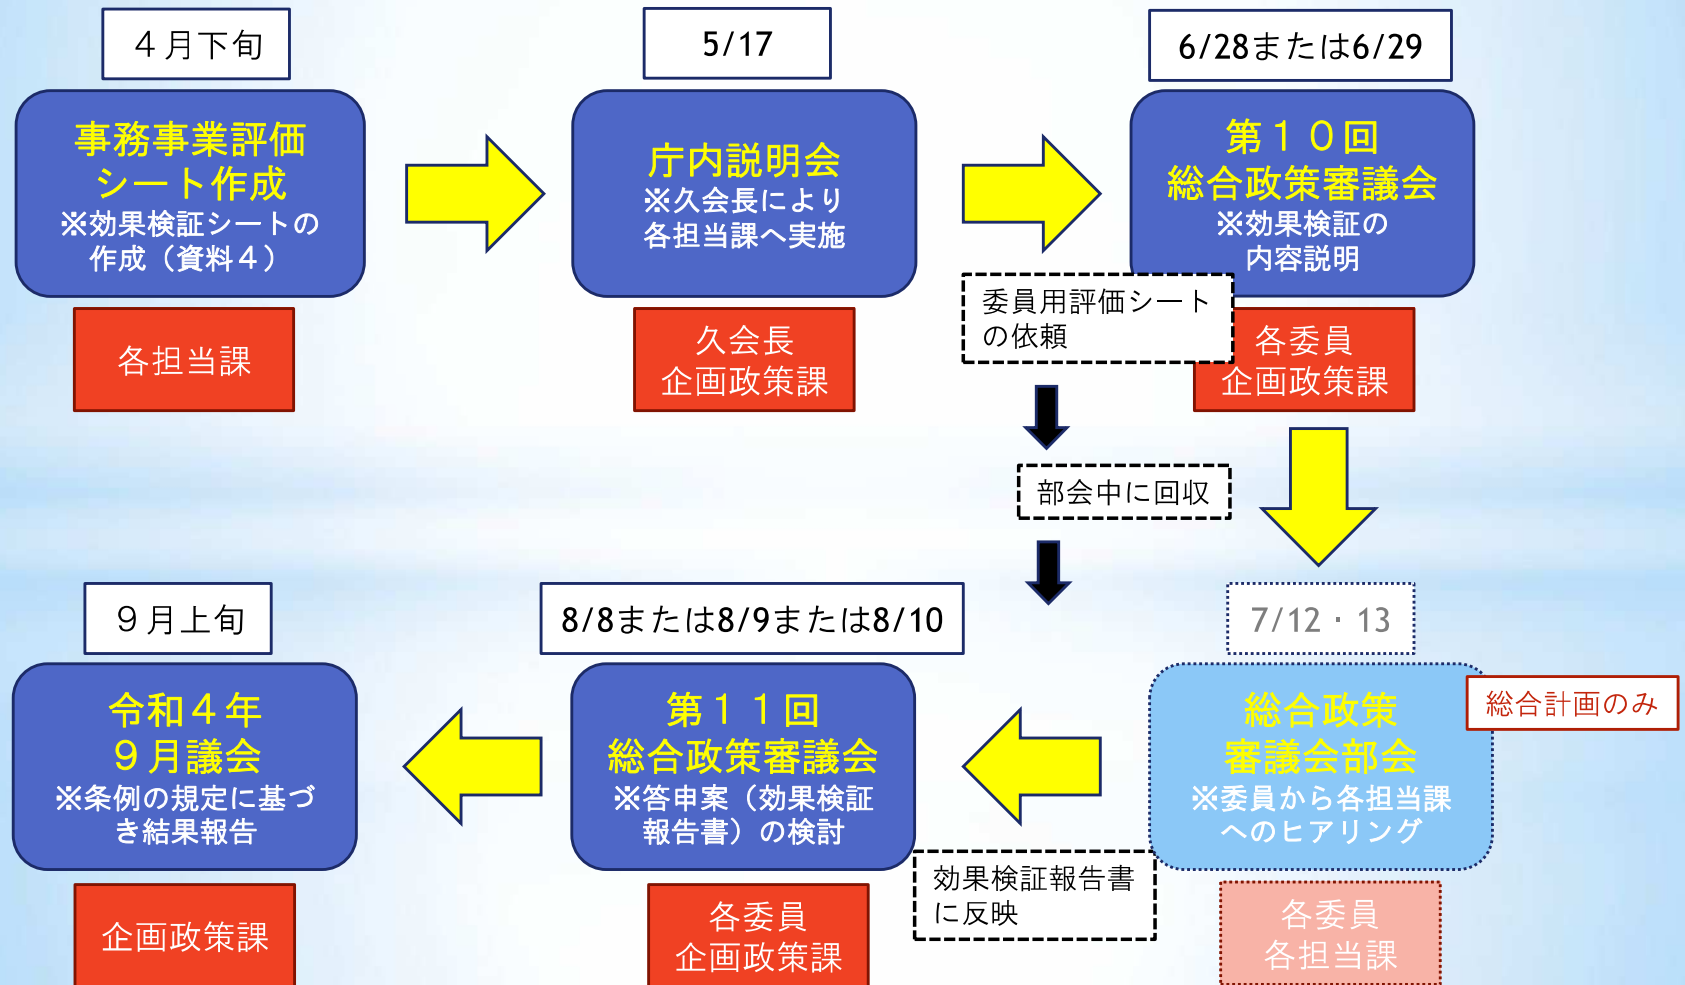 ４月下旬
事務事業評価
シート作成
※効果検証シートの
作成（資料４）
各担当課
5/17
庁内説明会
※久会長により
各担当課へ実施
久会長
企画政策課
6/28または6/29
第１０回
総合政策審議会
※効果検証の
内容説明
各委員
企画政策課
委員用評価シート
の依頼
部会中に回収
7/12・13
総合政策
審議会部会
※委員から各担当課
へのヒアリング
総合計画のみ
各委員
各担当課
効果検証報告書
に反映
8/8または8/9または8/10
第１１回
総合政策審議会
※答申案（効果検証
報告書）の検討
各委員
企画政策課
９月上旬
令和４年
９月議会
※条例の規定に基づ
き結果報告
企画政策課